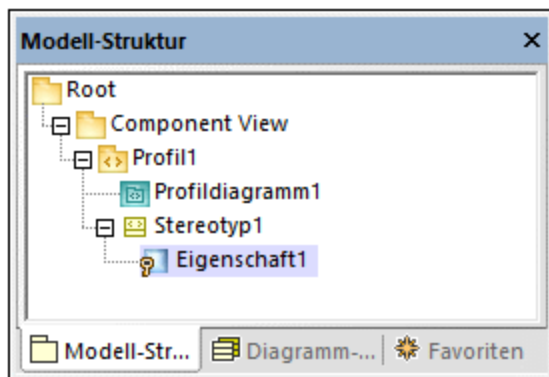 Modell-Struktur
Root
Component View
Profil1
Profildiagramm1
Stereotyp1
Eigenschaft1
Modell-Str... Diagramm-... Favoriten